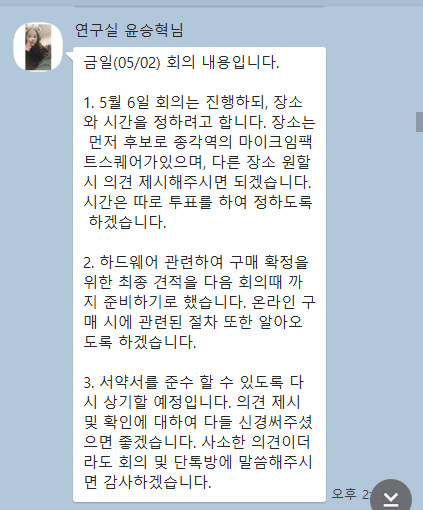 연구실 윤승혁님
금일(05/02) 회의 내용입니다.
1. 5월 6일 회의는 진행하되, 장소
와 시간을 정하려고 합니다. 장소는
먼저 후보로 종각역의 마이크임팩
트스퀘어가있으며, 다른 장소 원할
시 의견 제시해주시면 되겠습니다.
시간은 따로 투표를 하여 정하도록
하겠습니다.
2. 하드웨어 관련하여 구매 확정을
위한 최종 견적을 다음 회의때 까
지 준비하기로 했습니다. 온라인 구
매 시에 관련된 절차 또한 알아오
도록 하겠습니다.
3. 서약서를 준수 할 수 있도록 다
시 상기할 예정입니다. 의견 제시
및 확인에 대하여 다들 신경써주셨
으면 좋겠습니다. 사소한 의견이더
라도 회의 및 단톡방에 말씀해주시
면 감사하겠습니다.
오후